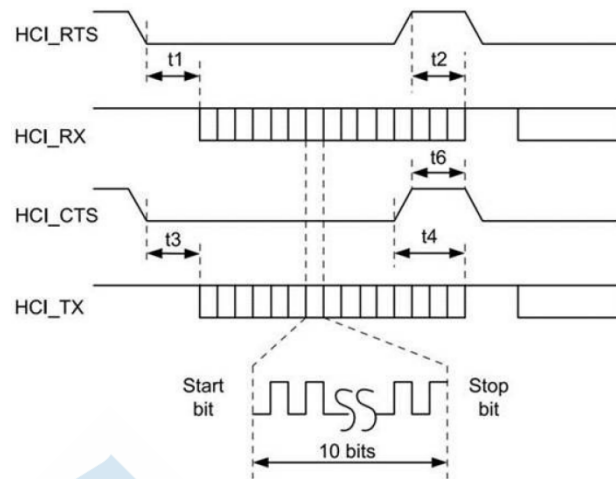 HCI_RTS
t1
t2
HCI_RX
t6
HCI_CTS
t3
t4
HCI_TX
Start
bit
Stop
bit
10 bits